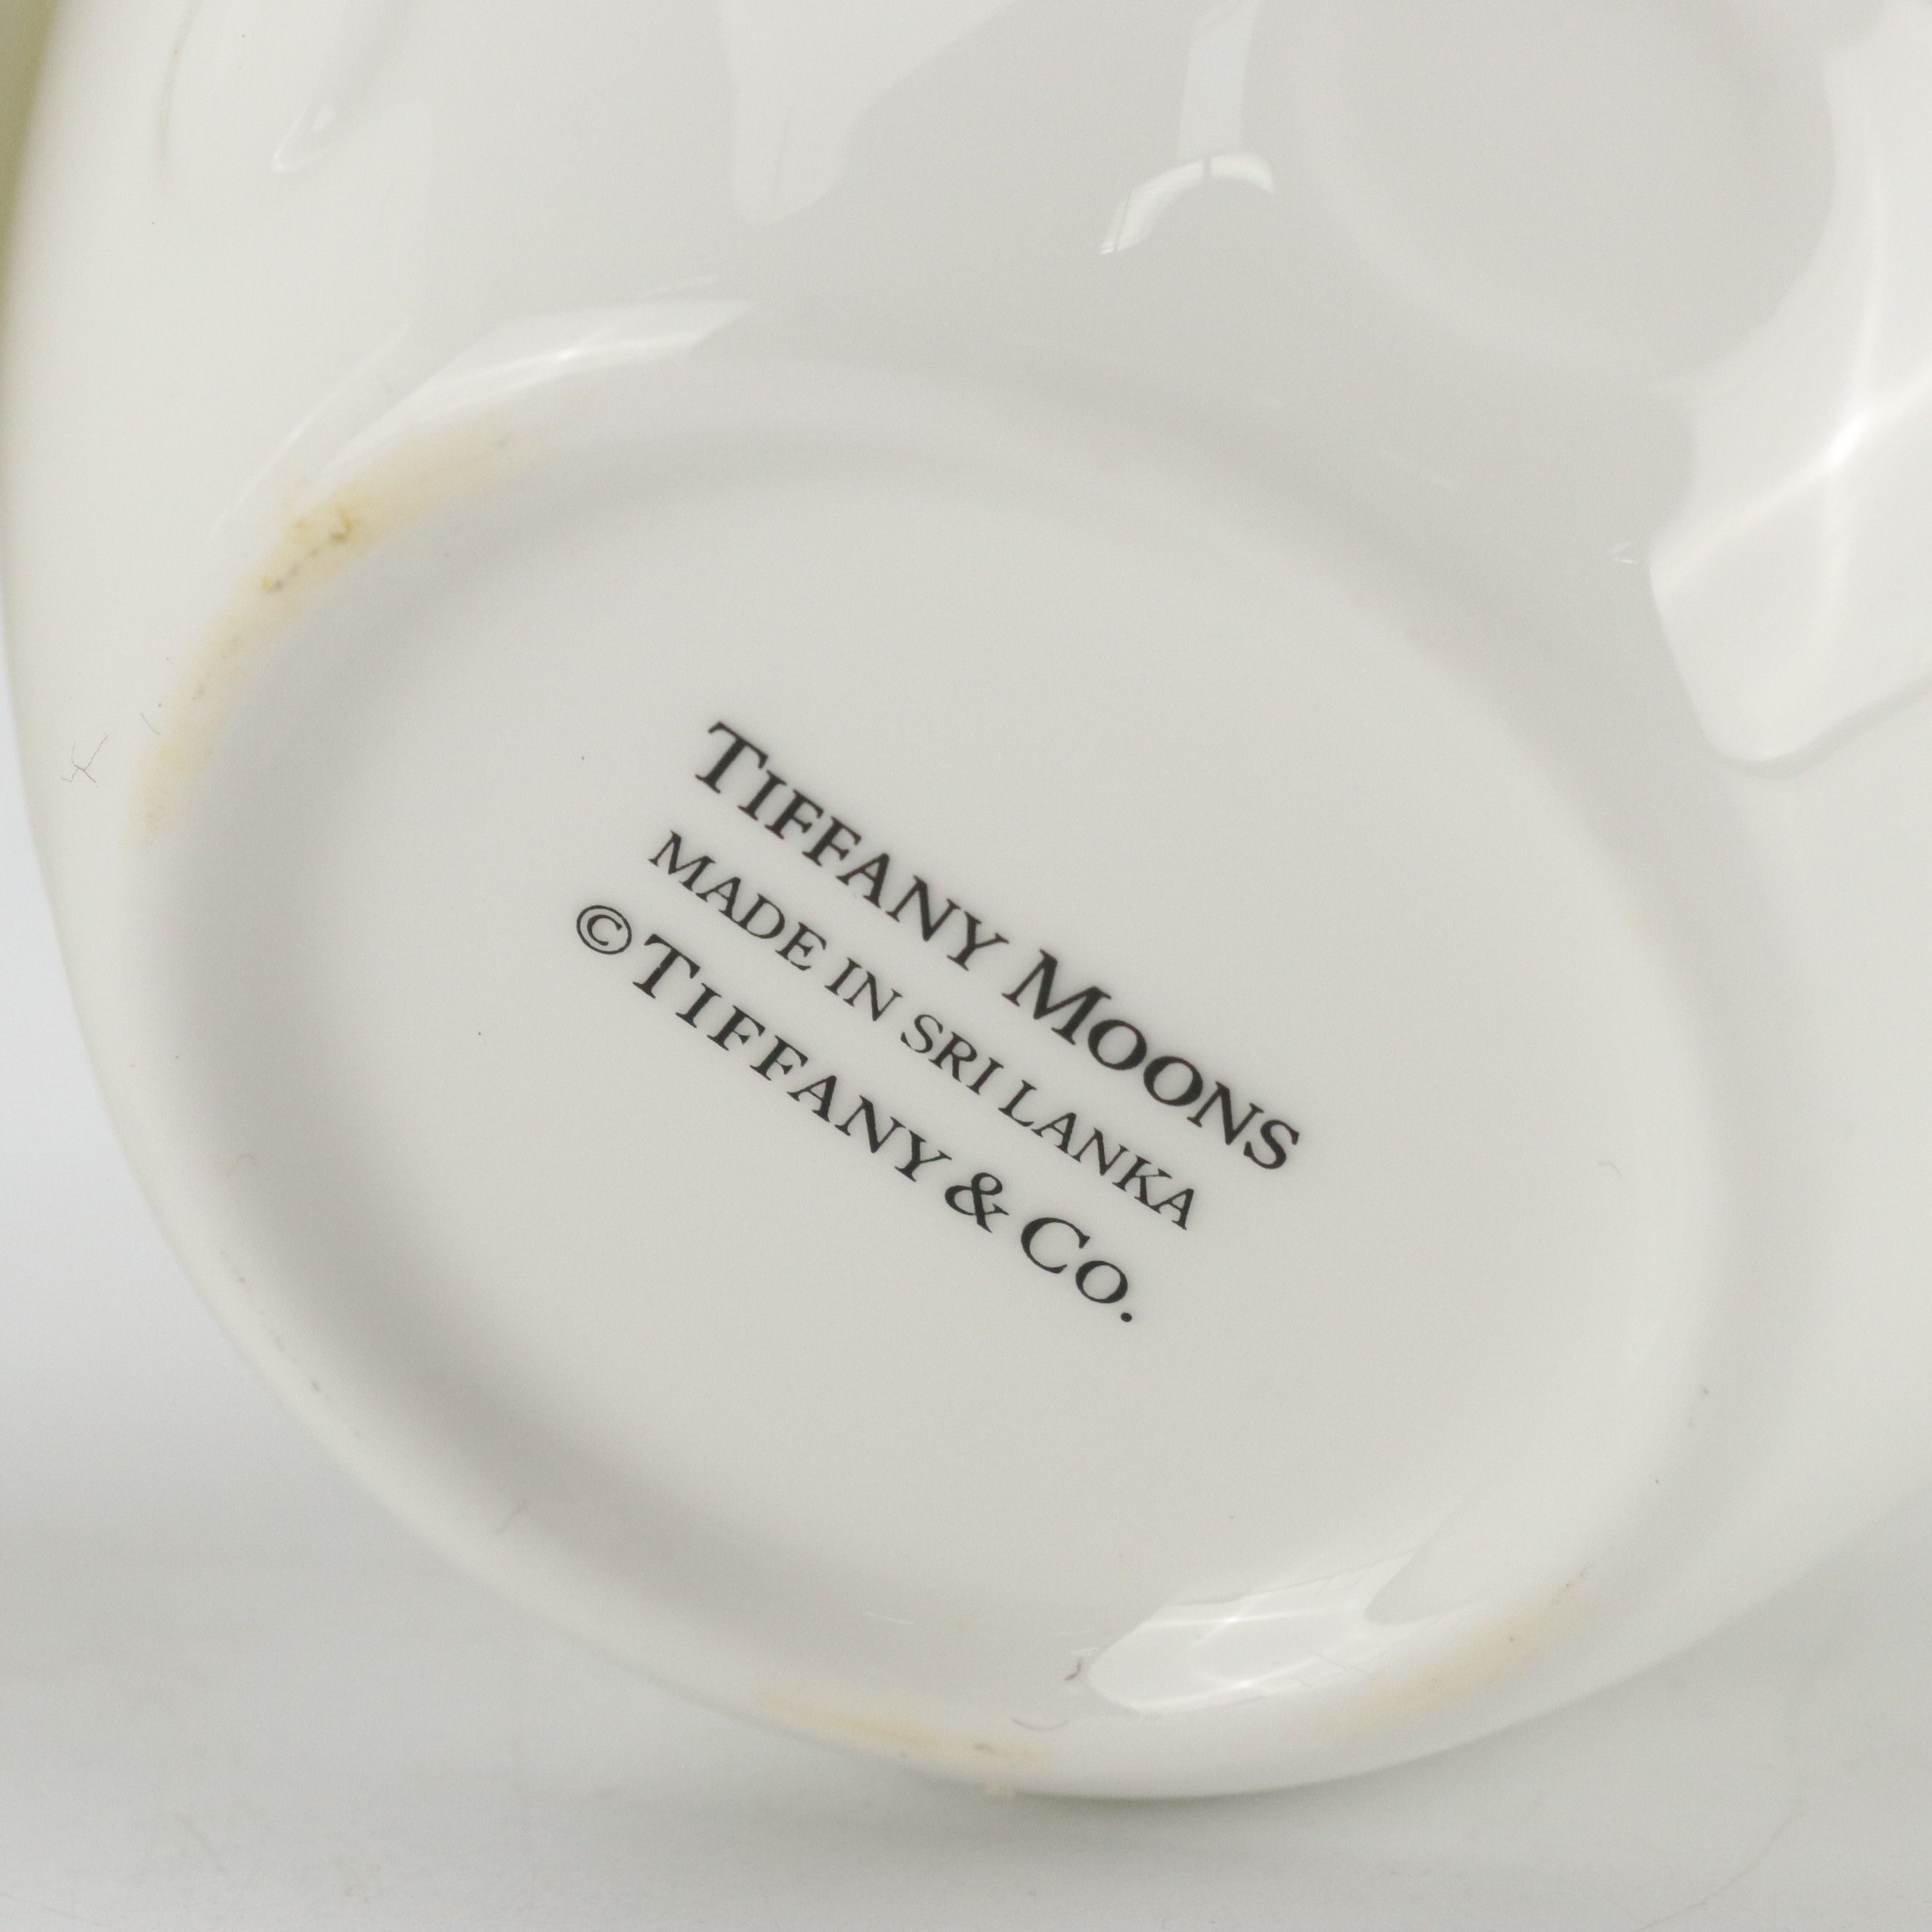 TIFFANY MOONS
MADE IN SRI LANKA
©TIFFANY & CO.